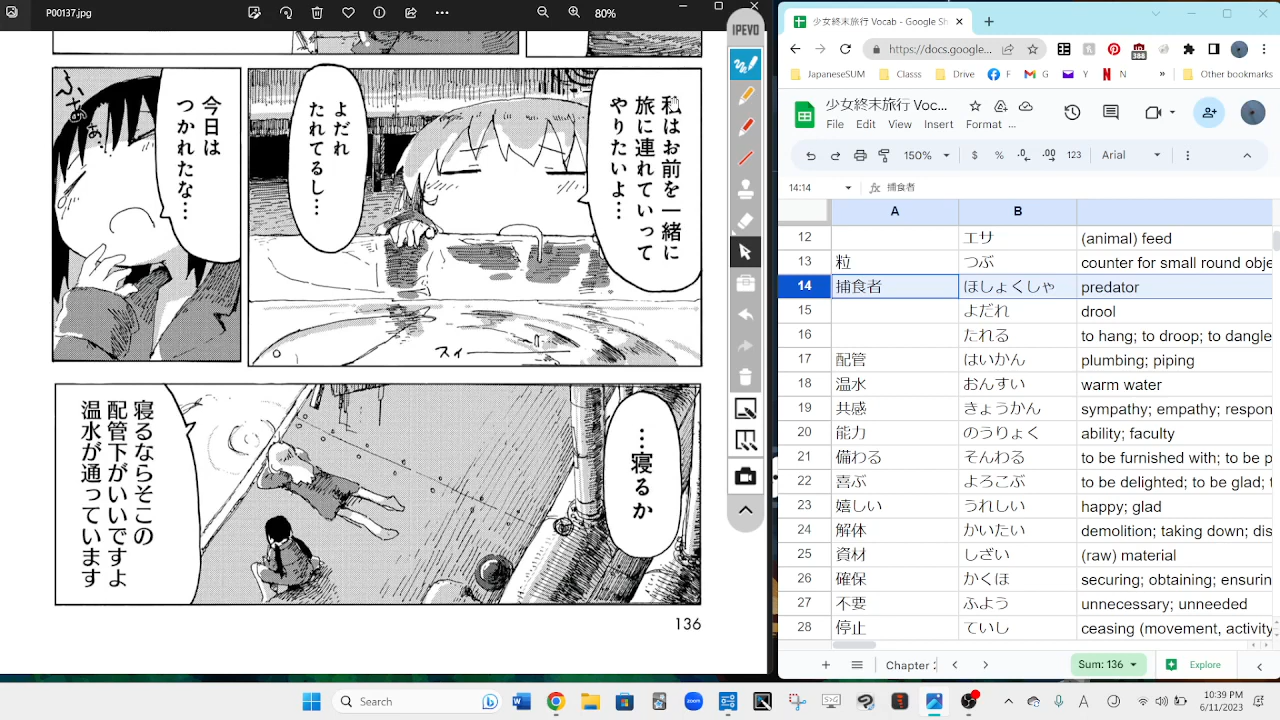 P00137.jpg
80%
私はお前を一緒に
旅に連れていって
やりたいよ…
よだれ
たれてるし…
スィー
今日は
つかれたな…
ふぁぁぁ
…寝るか
寝るならそこの
配管下がいいですよ
温水が通っています
136
IPEVO
少女終末旅行 Vocab - Google Sh
https://docs.google...
388
JapaneseSUM
Classs
Drive
F
G
Y
N
»
Other bookmarks
少女終末旅行 Voc...
File Edit View Insert Format ...
150% $ % .0 .00 123 Arial
14:14 fx 捕食者
A B
12 エサ (animal) feed
13 粒 つぶ counter for small round obje
14 捕食者 ほしょくしゃ predator
15 よだれ drool
16 たれる to hang; to droop; to dangle
17 配管 はいかん plumbing; piping
18 温水 おんすい warm water
19 共感 きょうかん sympathy; empathy; respon
20 能力 のうりょく ability; faculty
21 備わる そんわる to be furnished with; to be p
22 喜ぶ よろこぶ to be delighted; to be glad; t
23 嬉しい うれしい happy; glad
24 解体 かいたい demolition; taking down; dis
25 資材 しざい (raw) material
26 確保 かくほ securing; obtaining; ensurin
27 不要 ふよう unnecessary; unneeded
28 停止 ていし ceasing (movement, activity
Chapter
Sum: 136
Explore
Search
zoom
10:39 PM
6/11/2023